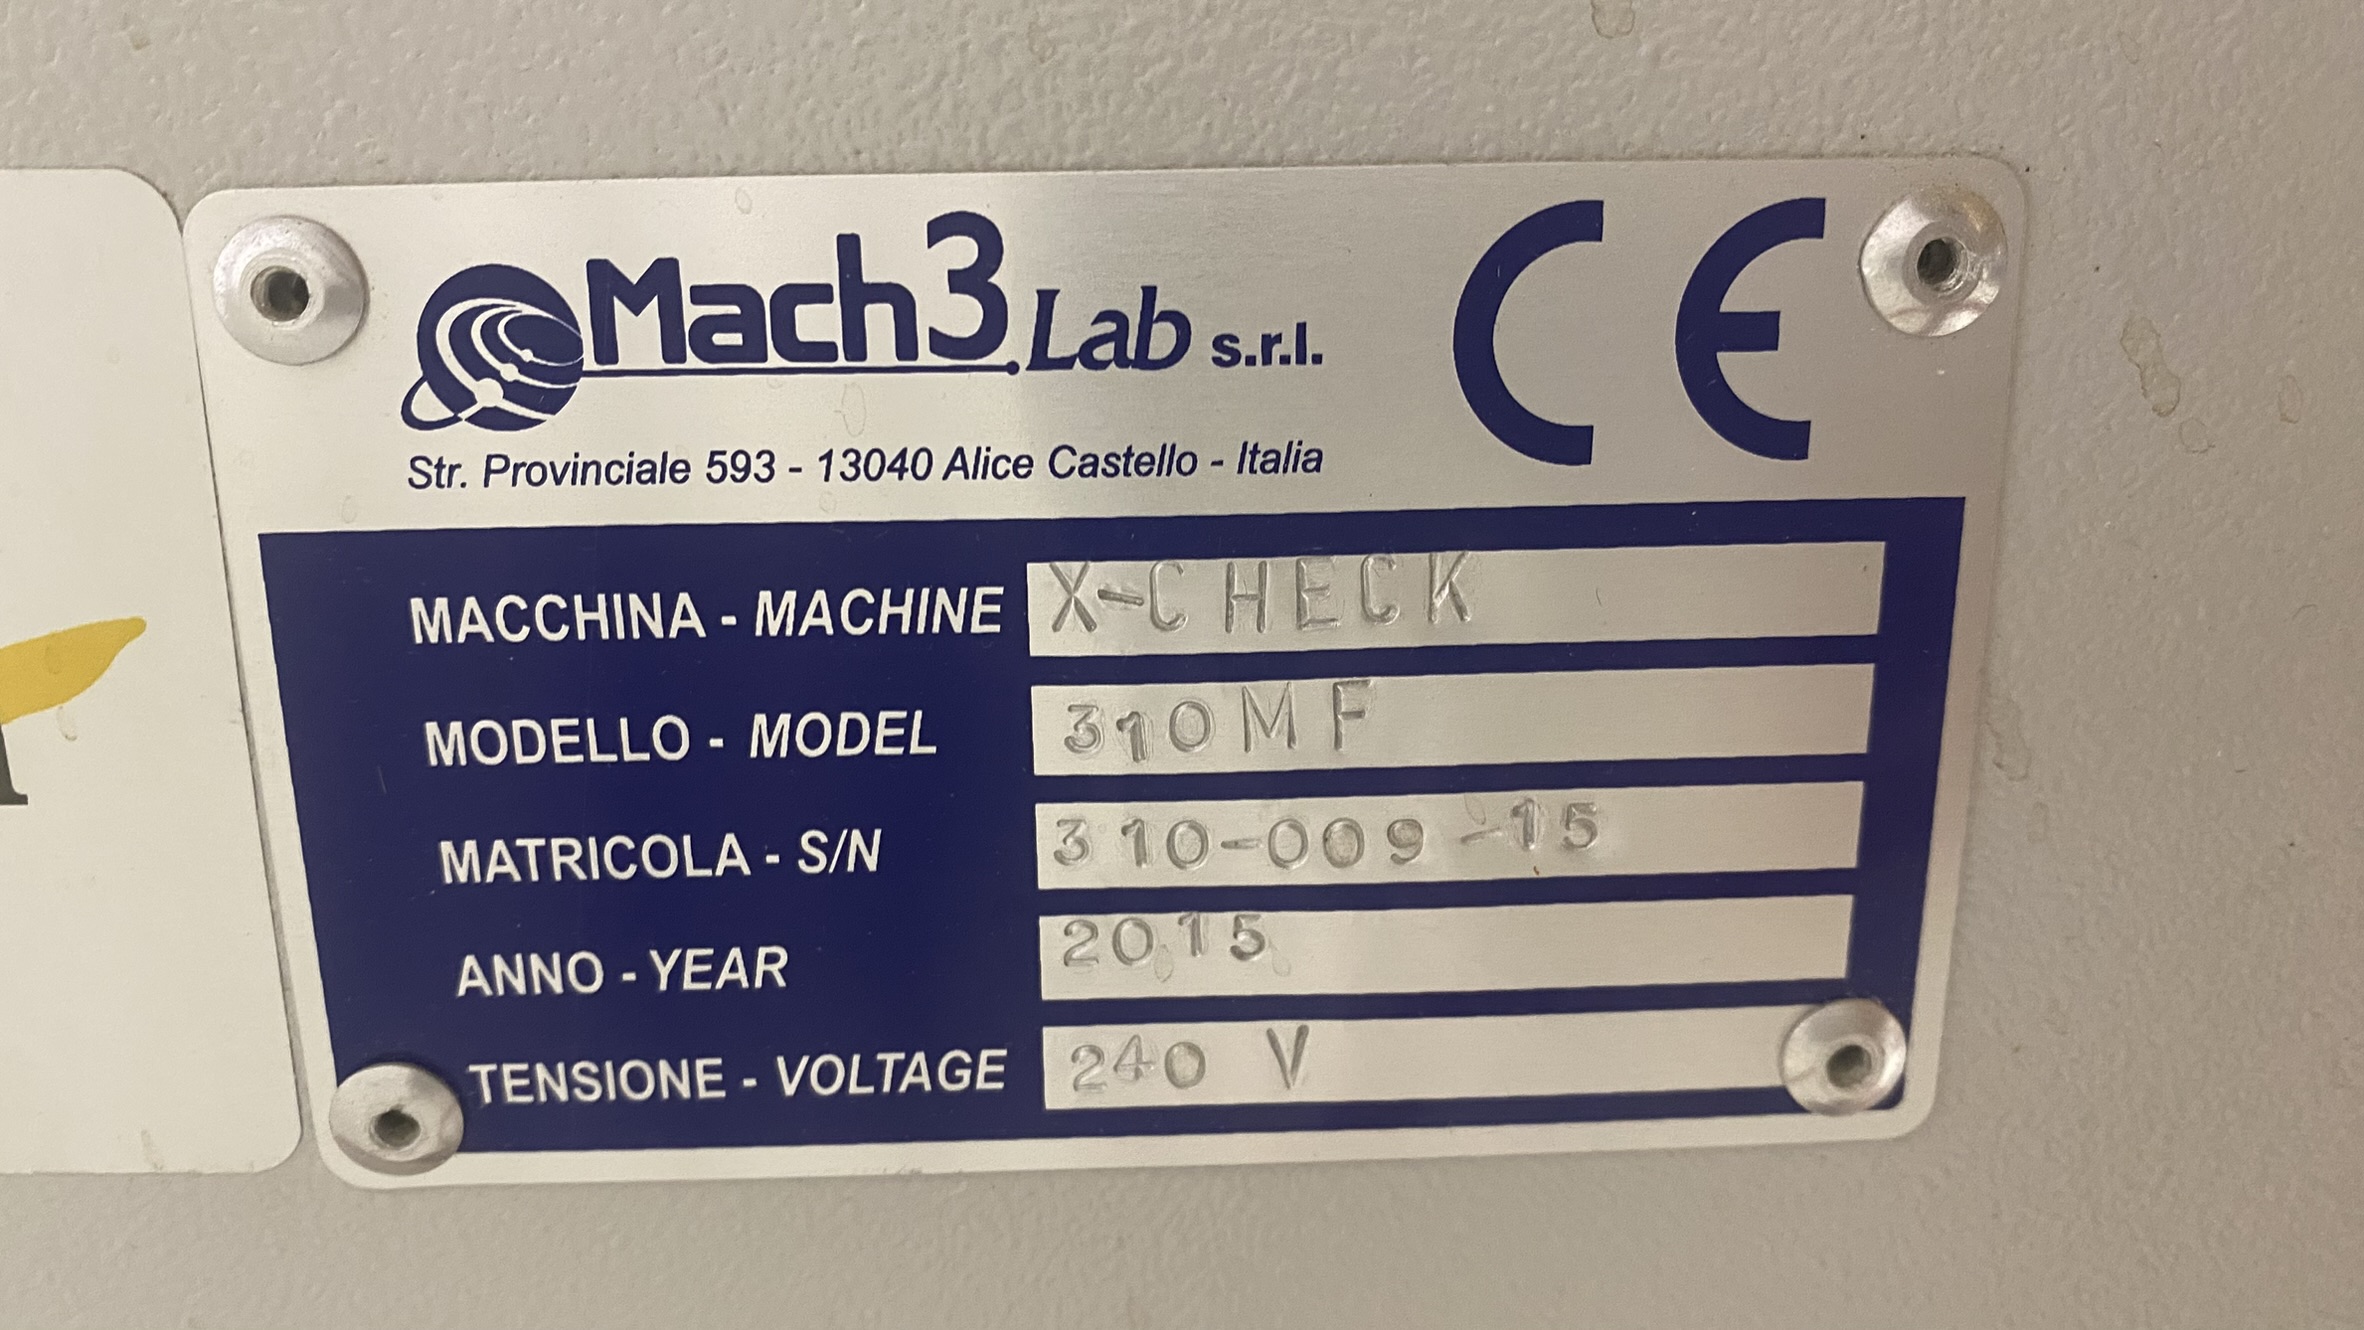 Mach3.Lab s.r.l.
CE
Str. Provinciale 593 - 13040 Alice Castello - Italia
MACCHINA - MACHINE X-CHECK
MODELLO - MODEL 310MF
MATRICOLA - S/N 310-009-15
ANNO - YEAR 2015
TENSIONE - VOLTAGE 240 V